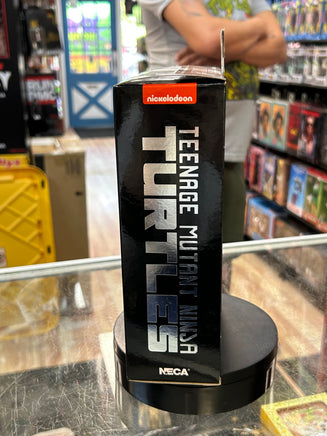 nickelodeon
TEENAGE MUTANT NINJA
TURTLES
NECA